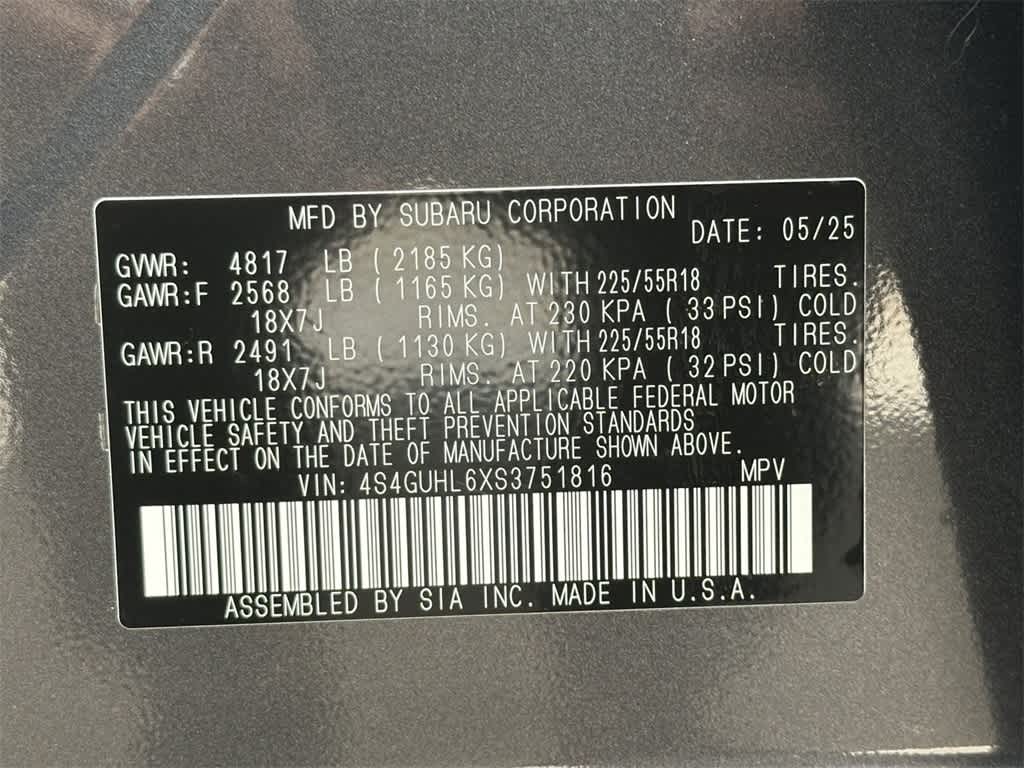 MFD BY SUBARU CORPORATION
DATE: 05/25
GVWR: 4817 LB ( 2185 KG)
GAWR:F 2568 LB ( 1165 KG) WITH 225/55R18 TIRES.
18X7J RIMS. AT 230 KPA ( 33 PSI) COLD
GAWR:R 2491 LB ( 1130 KG) WITH 225/55R18 TIRES.
18X7J RIMS. AT 220 KPA ( 32 PSI) COLD
THIS VEHICLE CONFORMS TO ALL APPLICABLE FEDERAL MOTOR
VEHICLE SAFETY AND THEFT PREVENTION STANDARDS
IN EFFECT ON THE DATE OF MANUFACTURE SHOWN ABOVE.
VIN: 4S4GUHL6XS3751816 MPV
ASSEMBLED BY SIA INC. MADE IN U.S.A.